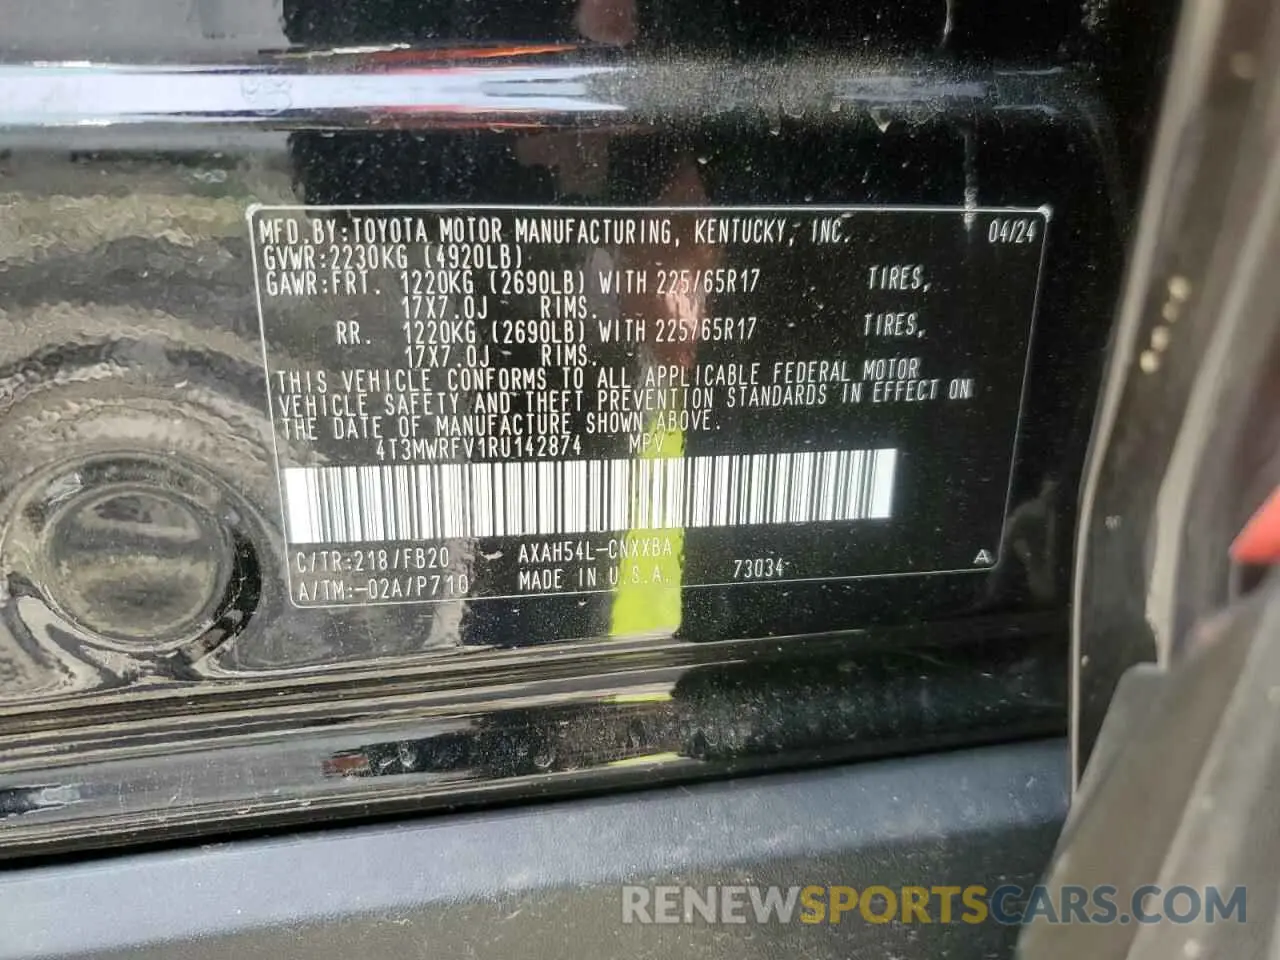 MFD.BY:TOYOTA MOTOR MANUFACTURING, KENTUCKY, INC. 04/24
GVWR:2230KG (4920LB)
GAWR:FRT. 1220KG (2690LB) WITH 225/65R17 TIRES,
17X7.0J RIMS.
RR. 1220KG (2690LB) WITH 225/65R17 TIRES,
17X7.0J RIMS.
THIS VEHICLE CONFORMS TO ALL APPLICABLE FEDERAL MOTOR
VEHICLE SAFETY AND THEFT PREVENTION STANDARDS IN EFFECT ON
THE DATE OF MANUFACTURE SHOWN ABOVE.
4T3MWRFV1RU142874 MPV
C/TR:218/FB20 AXAH54L-CNXXBA
A/TM:-02A/P710 MADE IN U.S.A. 73034 A
RENEWSPORTSCARS.COM